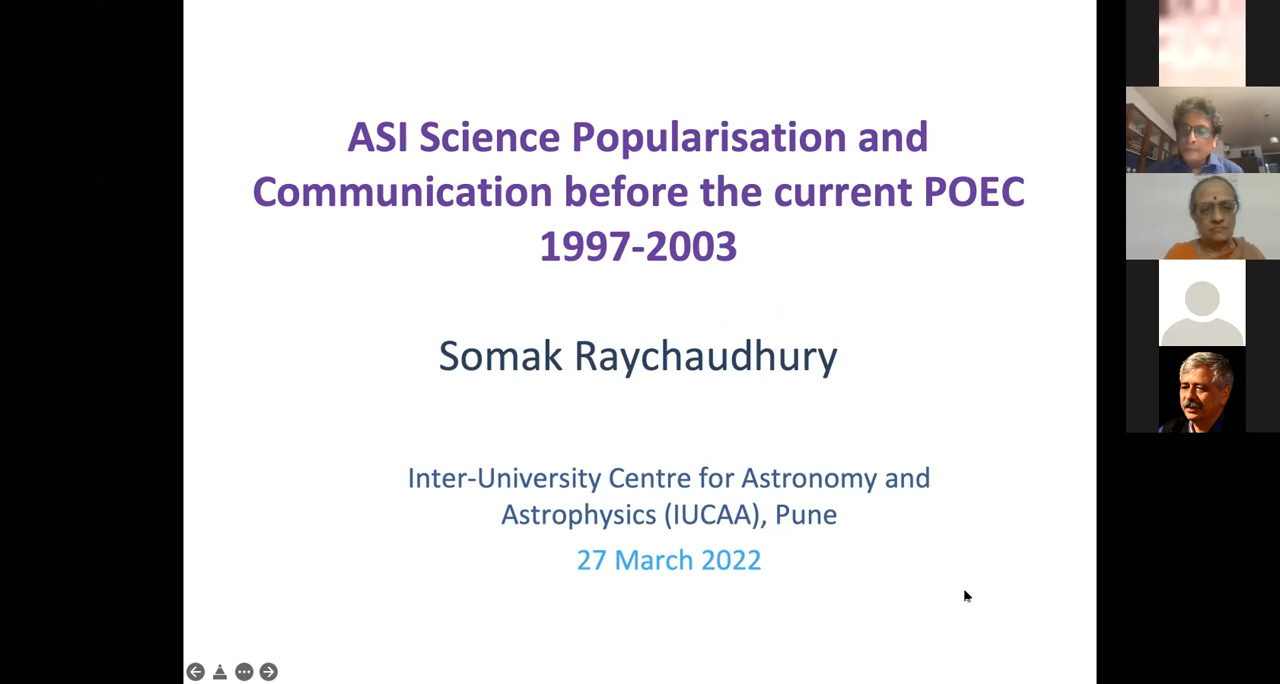 ASI Science Popularisation and
Communication before the current POEC
1997-2003
Somak Raychaudhury
Inter-University Centre for Astronomy and
Astrophysics (IUCAA), Pune
27 March 2022